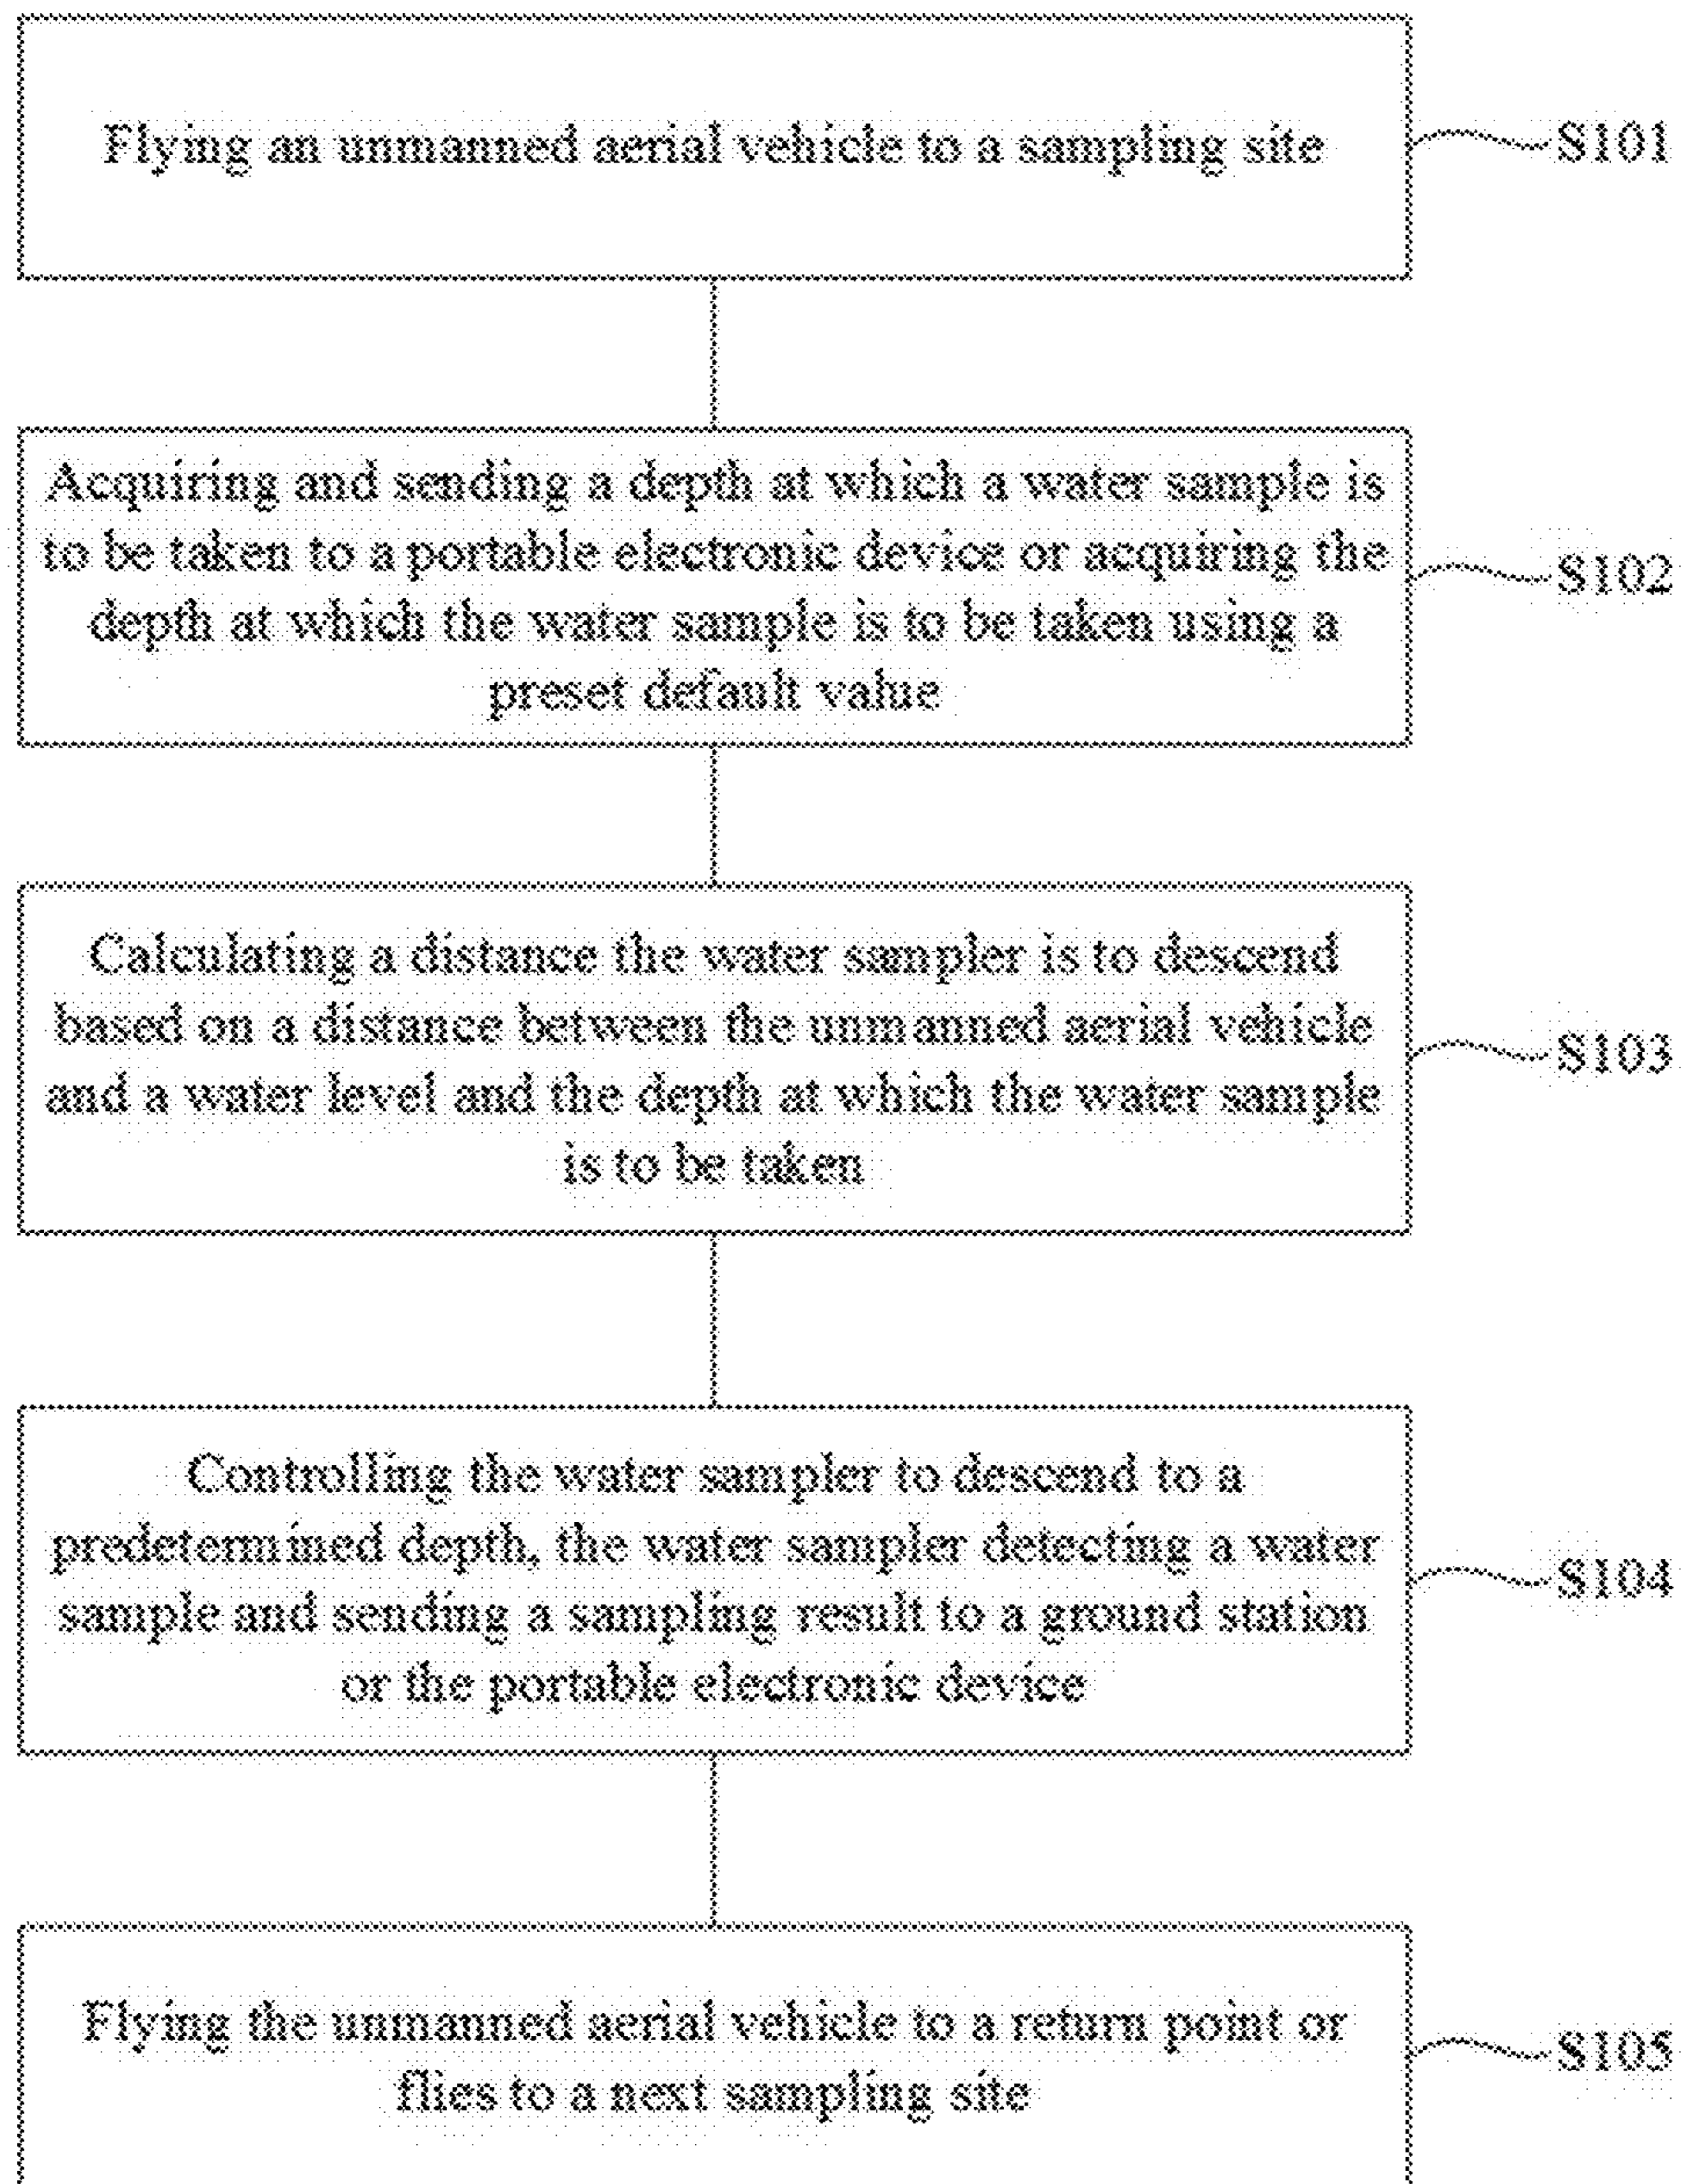 Flying an unmanned aerial vehicle to a sampling site
S101
Acquiring and sending a depth at which a water sample is
to be taken to a portable electronic device or acquiring the
depth at which the water sample is to be taken using a
preset default value
S102
Calculating a distance the water sampler is to descend
based on a distance between the unmanned aerial vehicle
and a water level and the depth at which the water sample
is to be taken
S103
Controlling the water sampler to descend to a
predetermined depth, the water sampler detecting a water
sample and sending a sampling result to a ground station
or the portable electronic device
S104
Flying the unmanned aerial vehicle to a return point or
flies to a next sampling site
S105